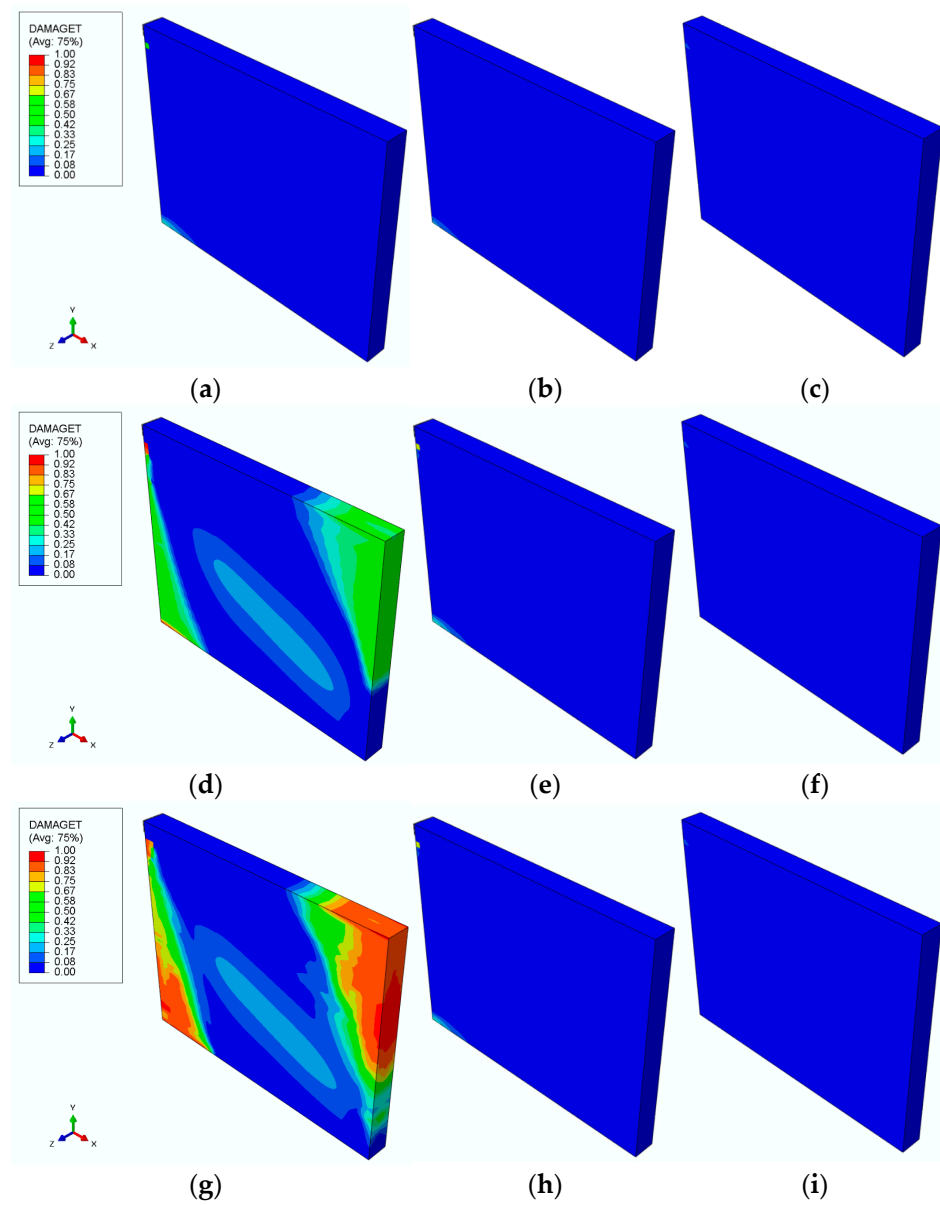 DAMAGET
(Avg: 75%)
1.00
0.92
0.83
0.75
0.67
0.58
0.50
0.42
0.33
0.25
0.17
0.08
0.00
Y
Z
X
(a)
(b)
(c)
DAMAGET
(Avg: 75%)
1.00
0.92
0.83
0.75
0.67
0.58
0.50
0.42
0.33
0.25
0.17
0.08
0.00
Y
Z
X
(d)
(e)
(f)
DAMAGET
(Avg: 75%)
1.00
0.92
0.83
0.75
0.67
0.58
0.50
0.42
0.33
0.25
0.17
0.08
0.00
Y
Z
X
(g)
(h)
(i)